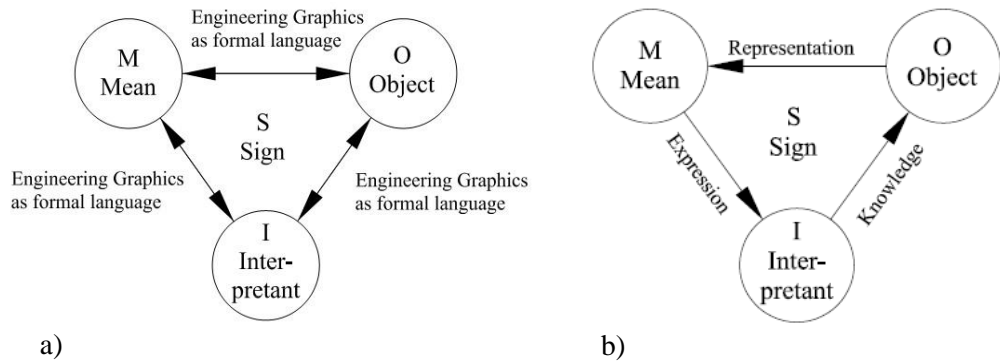 Engineering Graphics
as formal language
M
Mean
O
Object
S
Sign
Engineering Graphics
as formal language
Engineering Graphics
as formal language
I
Inter-
pretant
a)
Representation
M
Mean
O
Object
S
Sign
Expression
Knowledge
I
Inter-
pretant
b)